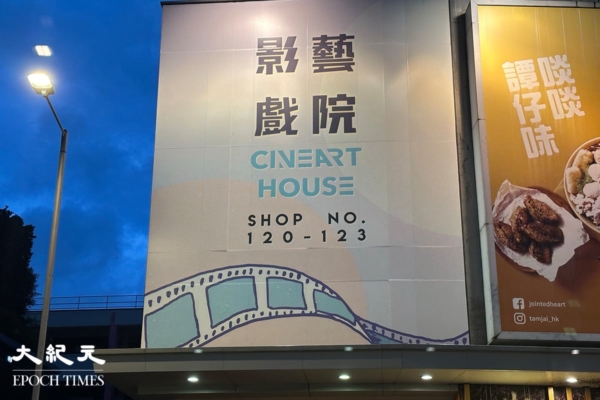 影藝
戲院
CINEART
HOUSE
SHOP NO.
120-123
啖啖
譚仔味
jointedheart
tamjai_hk
大紀元
EPOCH TIMES